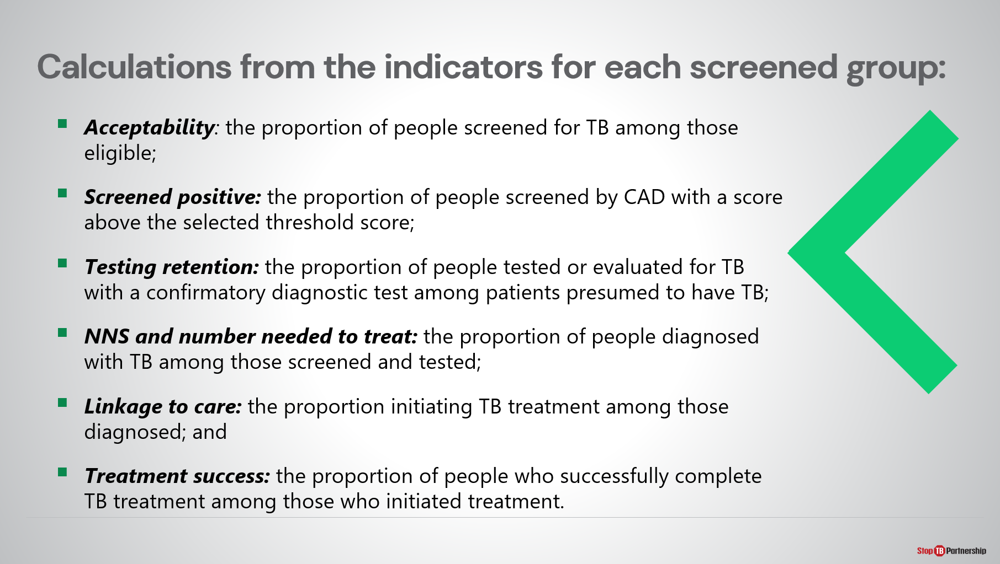 Calculations from the indicators for each screened group:
Acceptability: the proportion of people screened for TB among those
eligible;
Screened positive: the proportion of people screened by CAD with a score
above the selected threshold score;
Testing retention: the proportion of people tested or evaluated for TB
with a confirmatory diagnostic test among patients presumed to have TB;
NNS and number needed to treat: the proportion of people diagnosed
with TB among those screened and tested;
Linkage to care: the proportion initiating TB treatment among those
diagnosed; and
Treatment success: the proportion of people who successfully complete
TB treatment among those who initiated treatment.
Stop TB Partnership